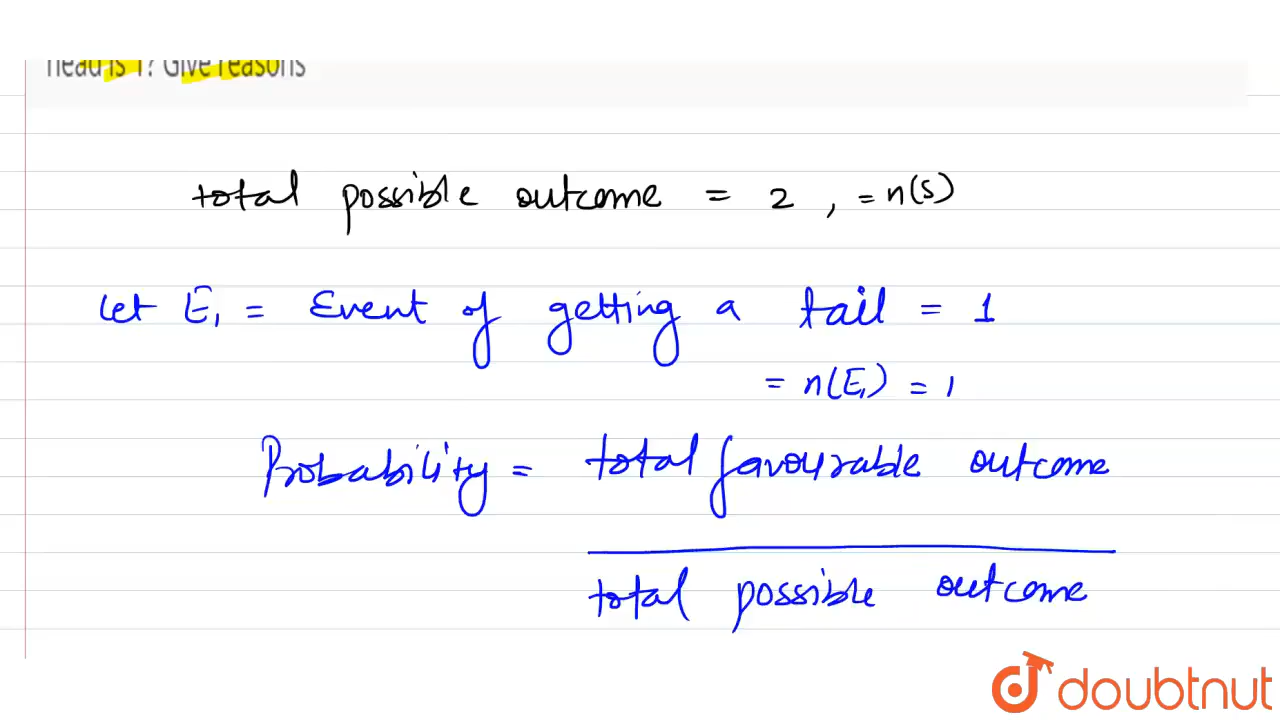 head is 1? Give reasons
total possible outcome = 2 , = n(S)
Let E₁ = Event of getting a tail = 1
= n(E₁) = 1
Probability = total favourable outcome
total possible outcome
doubtnut